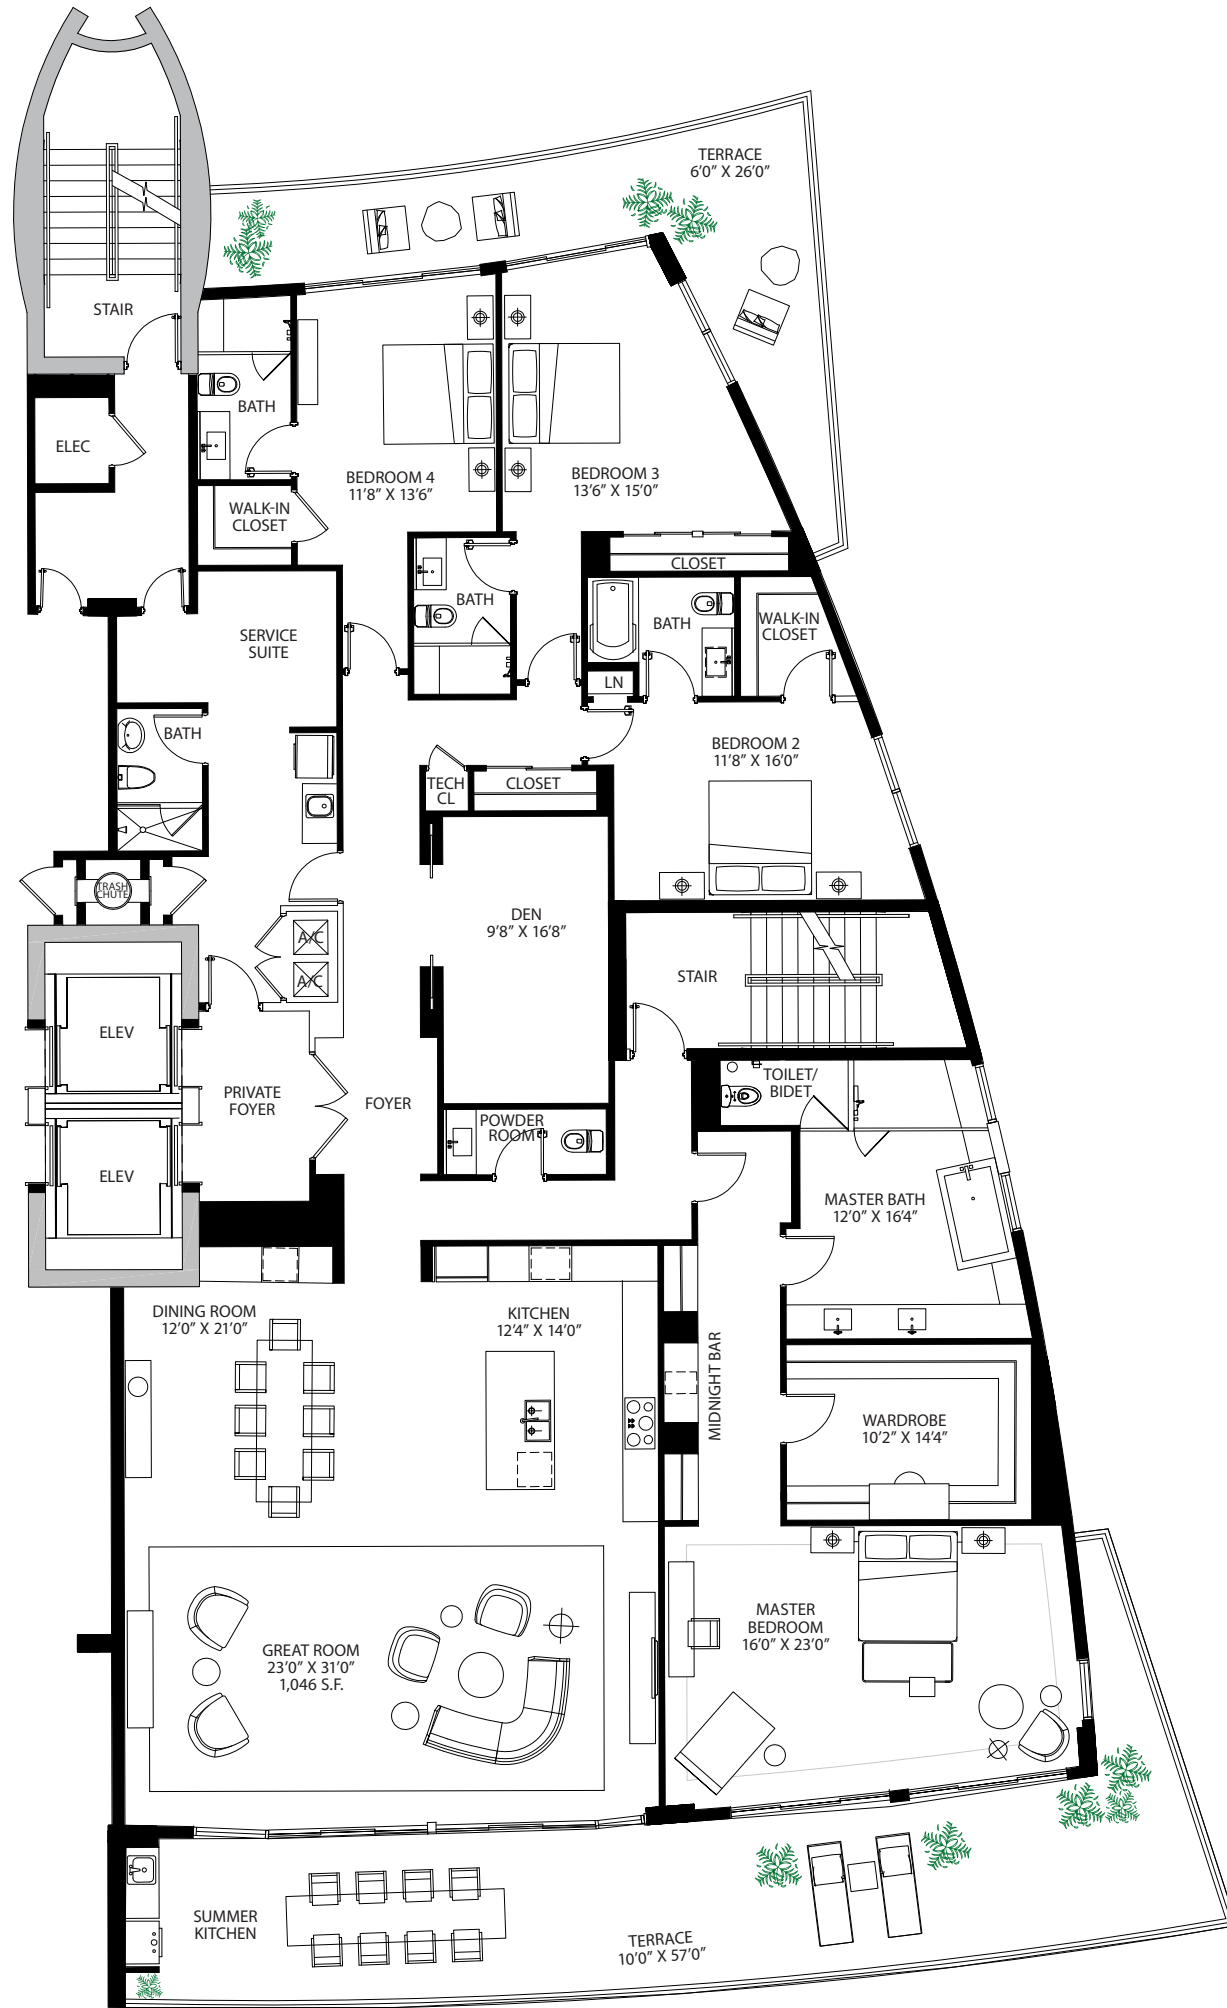 TERRACE
6'0" X 26'0"
STAIR
BATH
ELEC
BEDROOM 4
11'8" X 13'6"
BEDROOM 3
13'6" X 15'0"
WALK-IN
CLOSET
CLOSET
BATH
BATH
WALK-IN
CLOSET
SERVICE
SUITE
LN
BATH
BEDROOM 2
11'8" X 16'0"
TECH
CL
CLOSET
TRASH
CHUTE
DEN
9'8" X 16'8"
A/C
A/C
STAIR
ELEV
TOILET/
BIDET
PRIVATE
FOYER
FOYER
POWDER
ROOM
ELEV
MASTER BATH
12'0" X 16'4"
DINING ROOM
12'0" X 21'0"
KITCHEN
12'4" X 14'0"
MIDNIGHT BAR
WARDROBE
10'2" X 14'4"
MASTER
BEDROOM
16'0" X 23'0"
GREAT ROOM
23'0" X 31'0"
1,046 S.F.
SUMMER
KITCHEN
TERRACE
10'0" X 57'0"